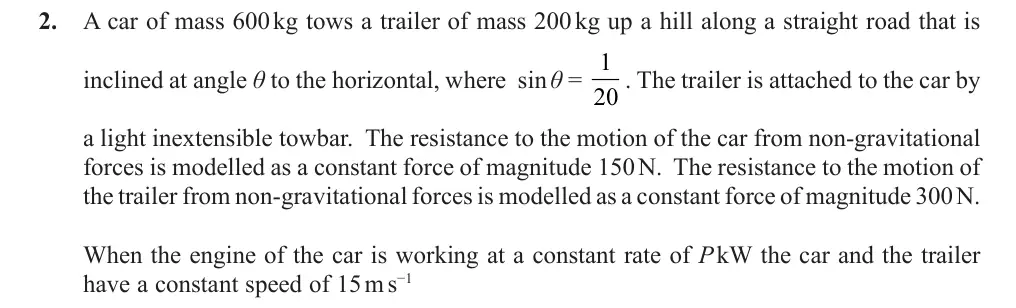 2. A car of mass 600 kg tows a trailer of mass 200 kg up a hill along a straight road that is
inclined at angle θ to the horizontal, where sin θ = 1/20. The trailer is attached to the car by
a light inextensible towbar. The resistance to the motion of the car from non-gravitational
forces is modelled as a constant force of magnitude 150 N. The resistance to the motion of
the trailer from non-gravitational forces is modelled as a constant force of magnitude 300 N.
When the engine of the car is working at a constant rate of P kW the car and the trailer
have a constant speed of 15 m s⁻¹